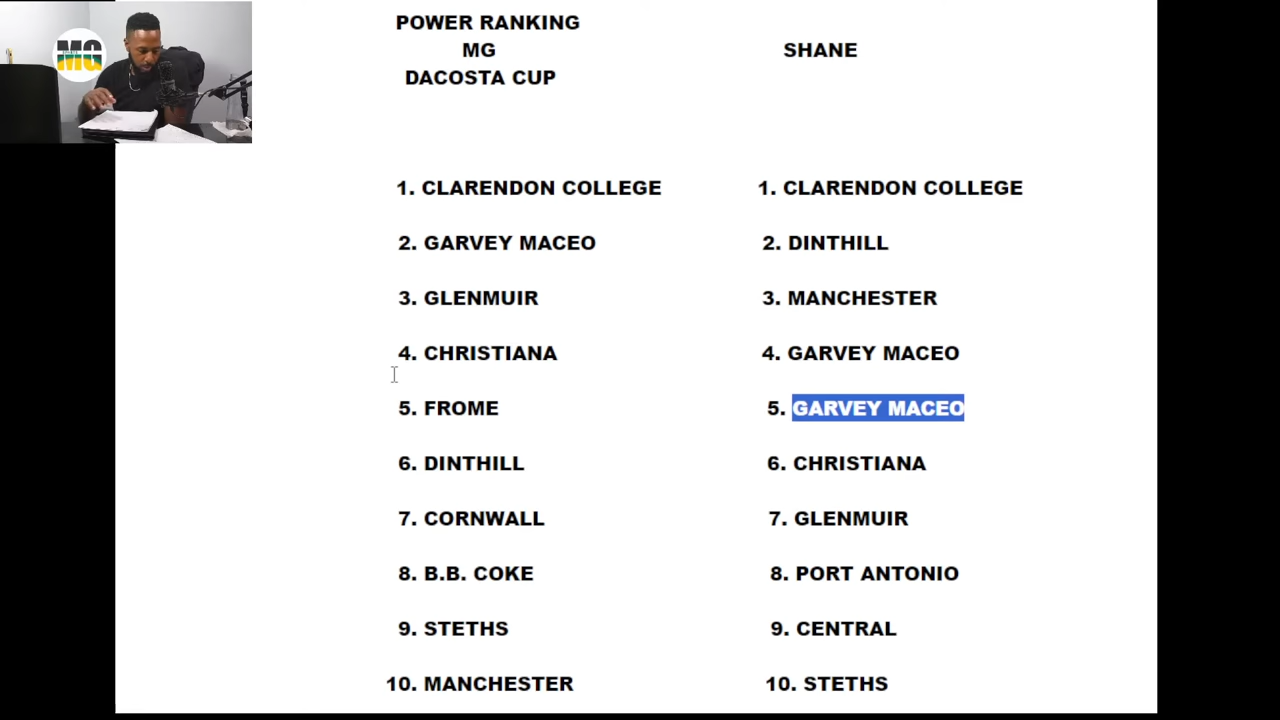 MG
POWER RANKING
MG
DACOSTA CUP
1. CLARENDON COLLEGE
2. GARVEY MACEO
3. GLENMUIR
4. CHRISTIANA
5. FROME
6. DINTHILL
7. CORNWALL
8. B.B. COKE
9. STETHS
10. MANCHESTER
SHANE
1. CLARENDON COLLEGE
2. DINTHILL
3. MANCHESTER
4. GARVEY MACEO
5. GARVEY MACEO
6. CHRISTIANA
7. GLENMUIR
8. PORT ANTONIO
9. CENTRAL
10. STETHS